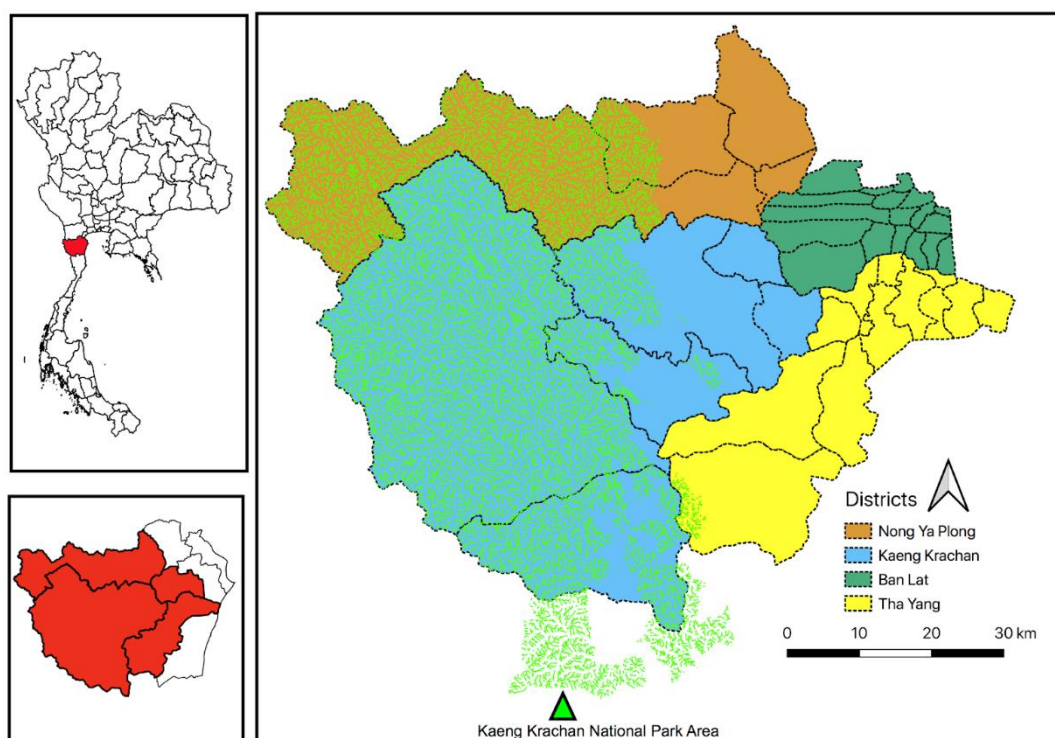 Districts
Nong Ya Plong
Kaeng Krachan
Ban Lat
Tha Yang
0 10 20 30 km
Kaeng Krachan National Park Area